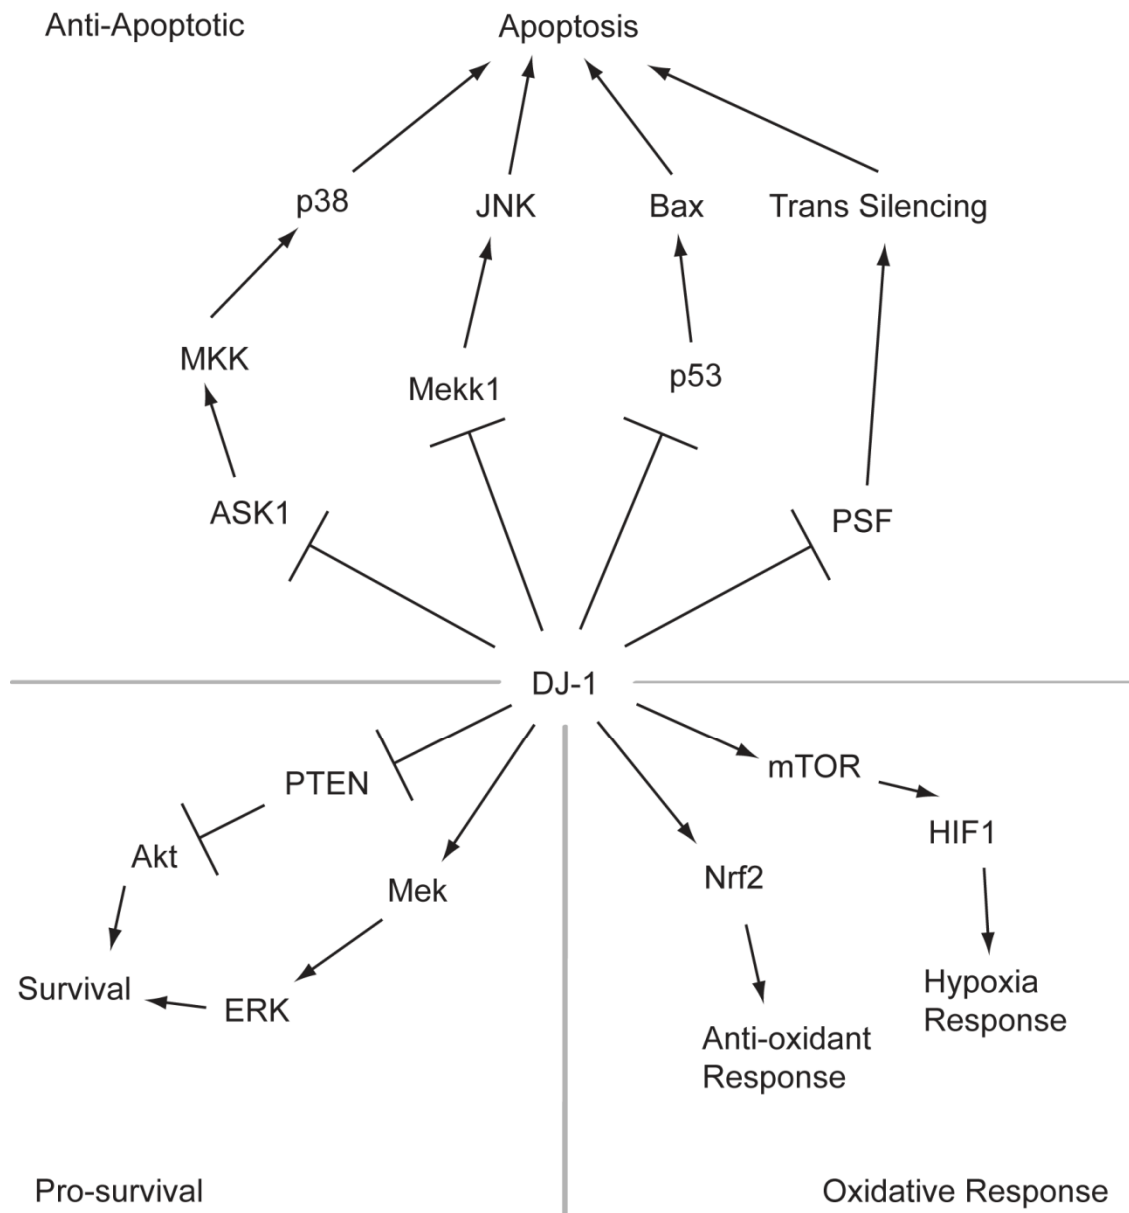 Anti-Apoptotic
Apoptosis
p38
JNK
Bax
Trans Silencing
MKK
Mekk1
p53
ASK1
PSF
DJ-1
PTEN
mTOR
Akt
HIF1
Mek
Nrf2
Survival
ERK
Hypoxia
Response
Anti-oxidant
Response
Pro-survival
Oxidative Response